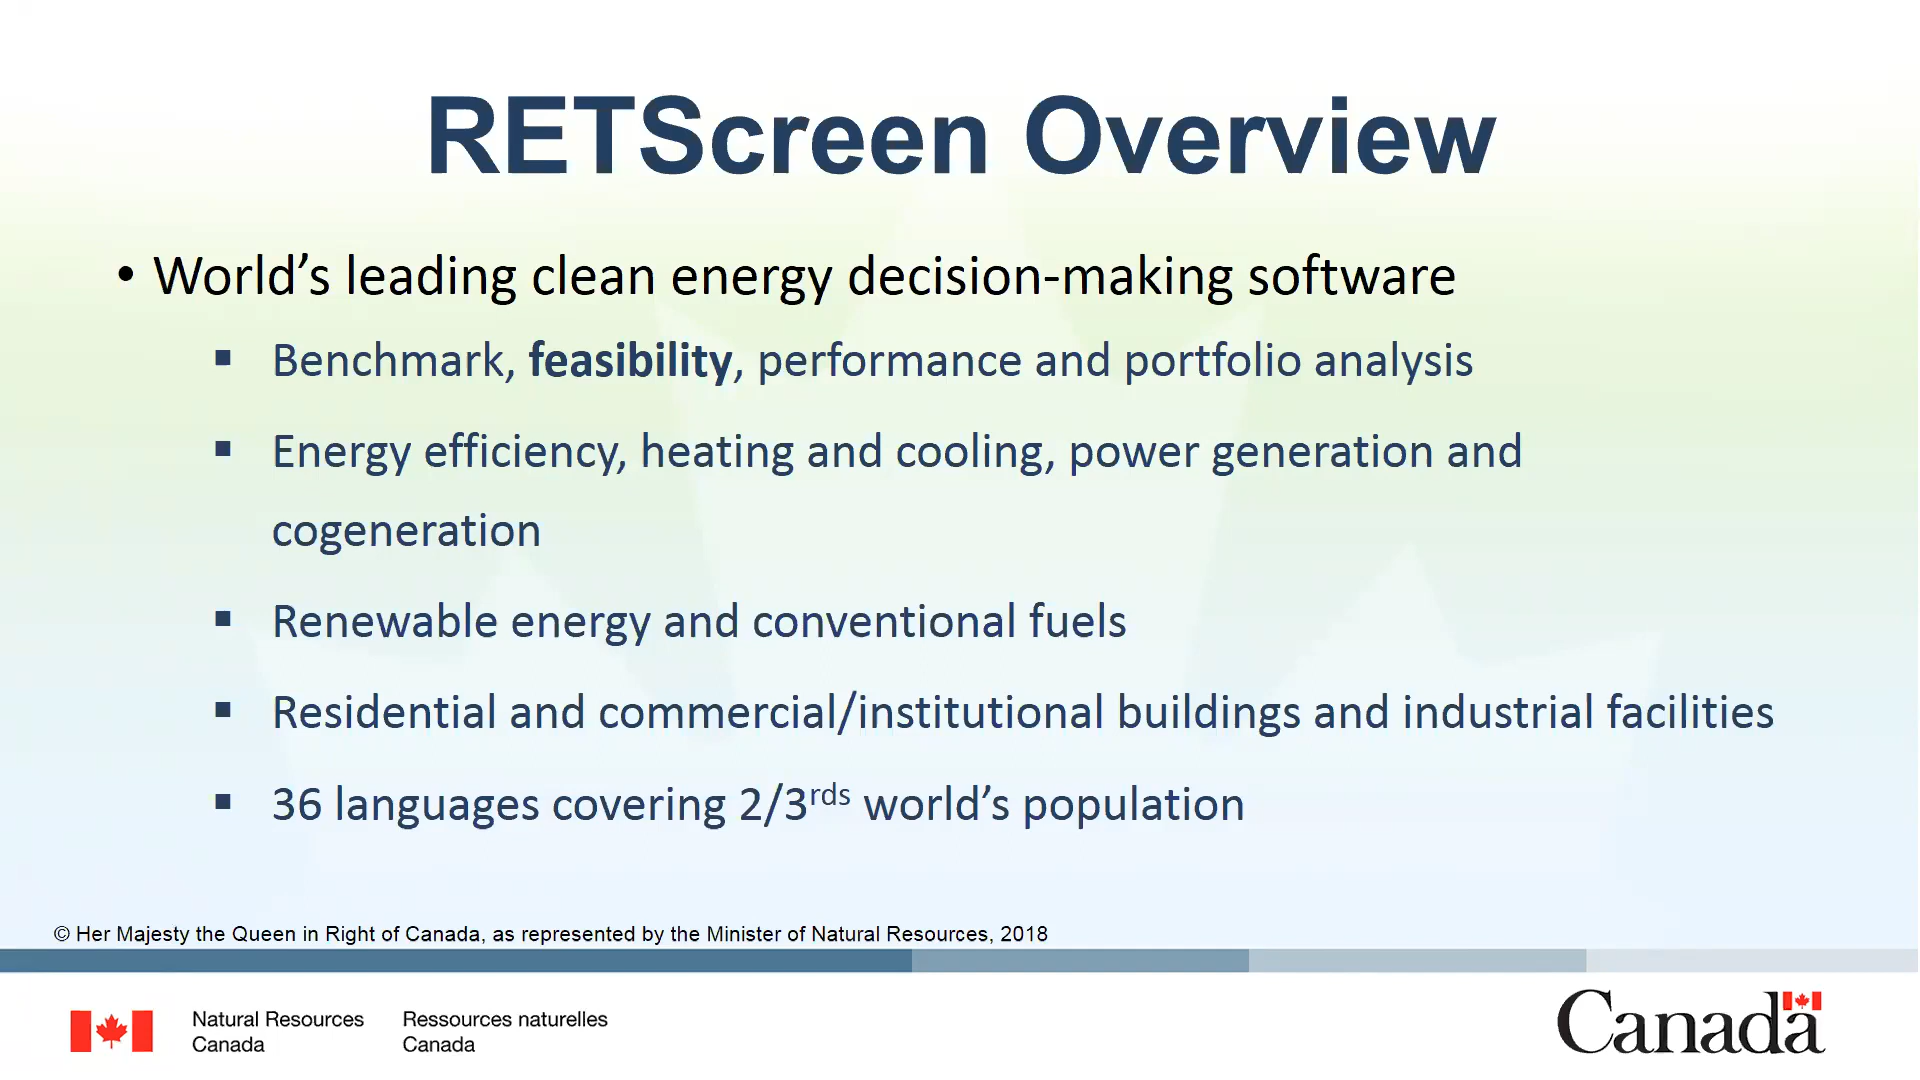 RETScreen Overview
• World’s leading clean energy decision-making software
▪ Benchmark, feasibility, performance and portfolio analysis
▪ Energy efficiency, heating and cooling, power generation and
cogeneration
▪ Renewable energy and conventional fuels
▪ Residential and commercial/institutional buildings and industrial facilities
▪ 36 languages covering 2/3rds world’s population
© Her Majesty the Queen in Right of Canada, as represented by the Minister of Natural Resources, 2018
Natural Resources
Canada
Ressources naturelles
Canada
Canada